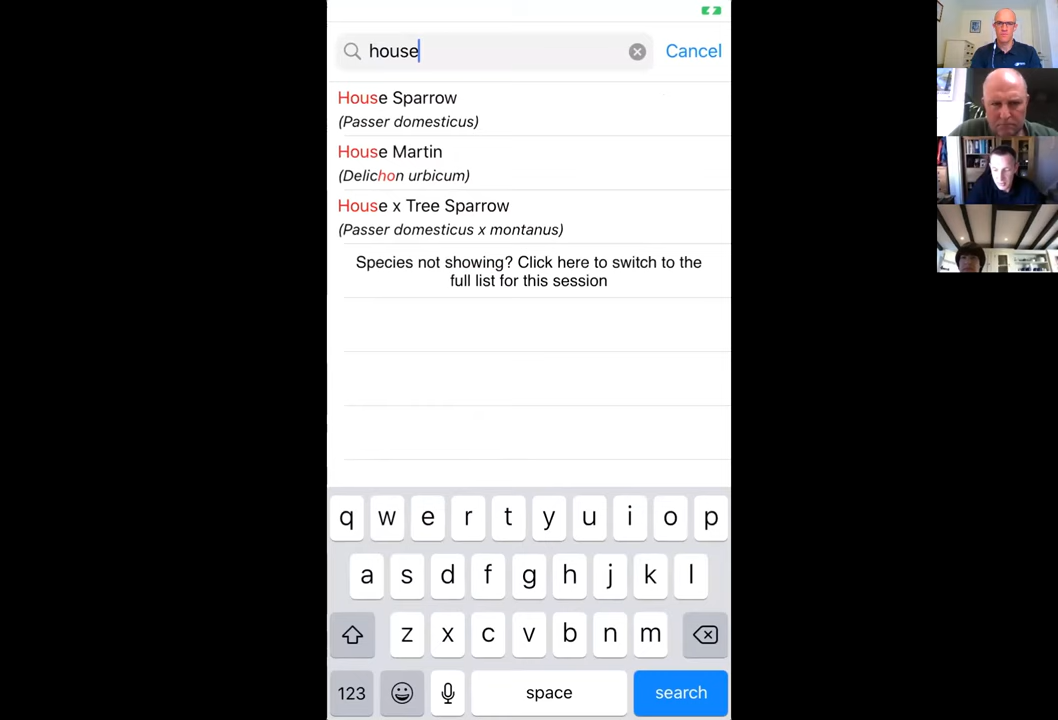 house
Cancel
House Sparrow
(Passer domesticus)
House Martin
(Delichon urbicum)
House x Tree Sparrow
(Passer domesticus x montanus)
Species not showing? Click here to switch to the
full list for this session
q w e r t y u i o p
a s d f g h j k l
z x c v b n m
123 space search